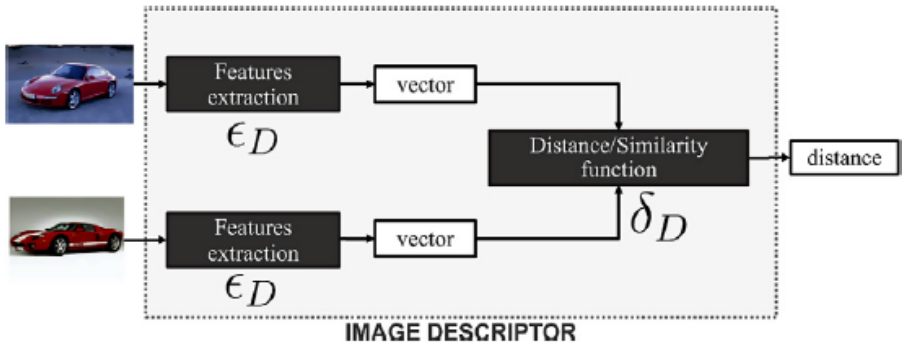 Features
extraction
ϵD
vector
Distance/Similarity
function
δD
distance
Features
extraction
ϵD
vector
IMAGE DESCRIPTOR